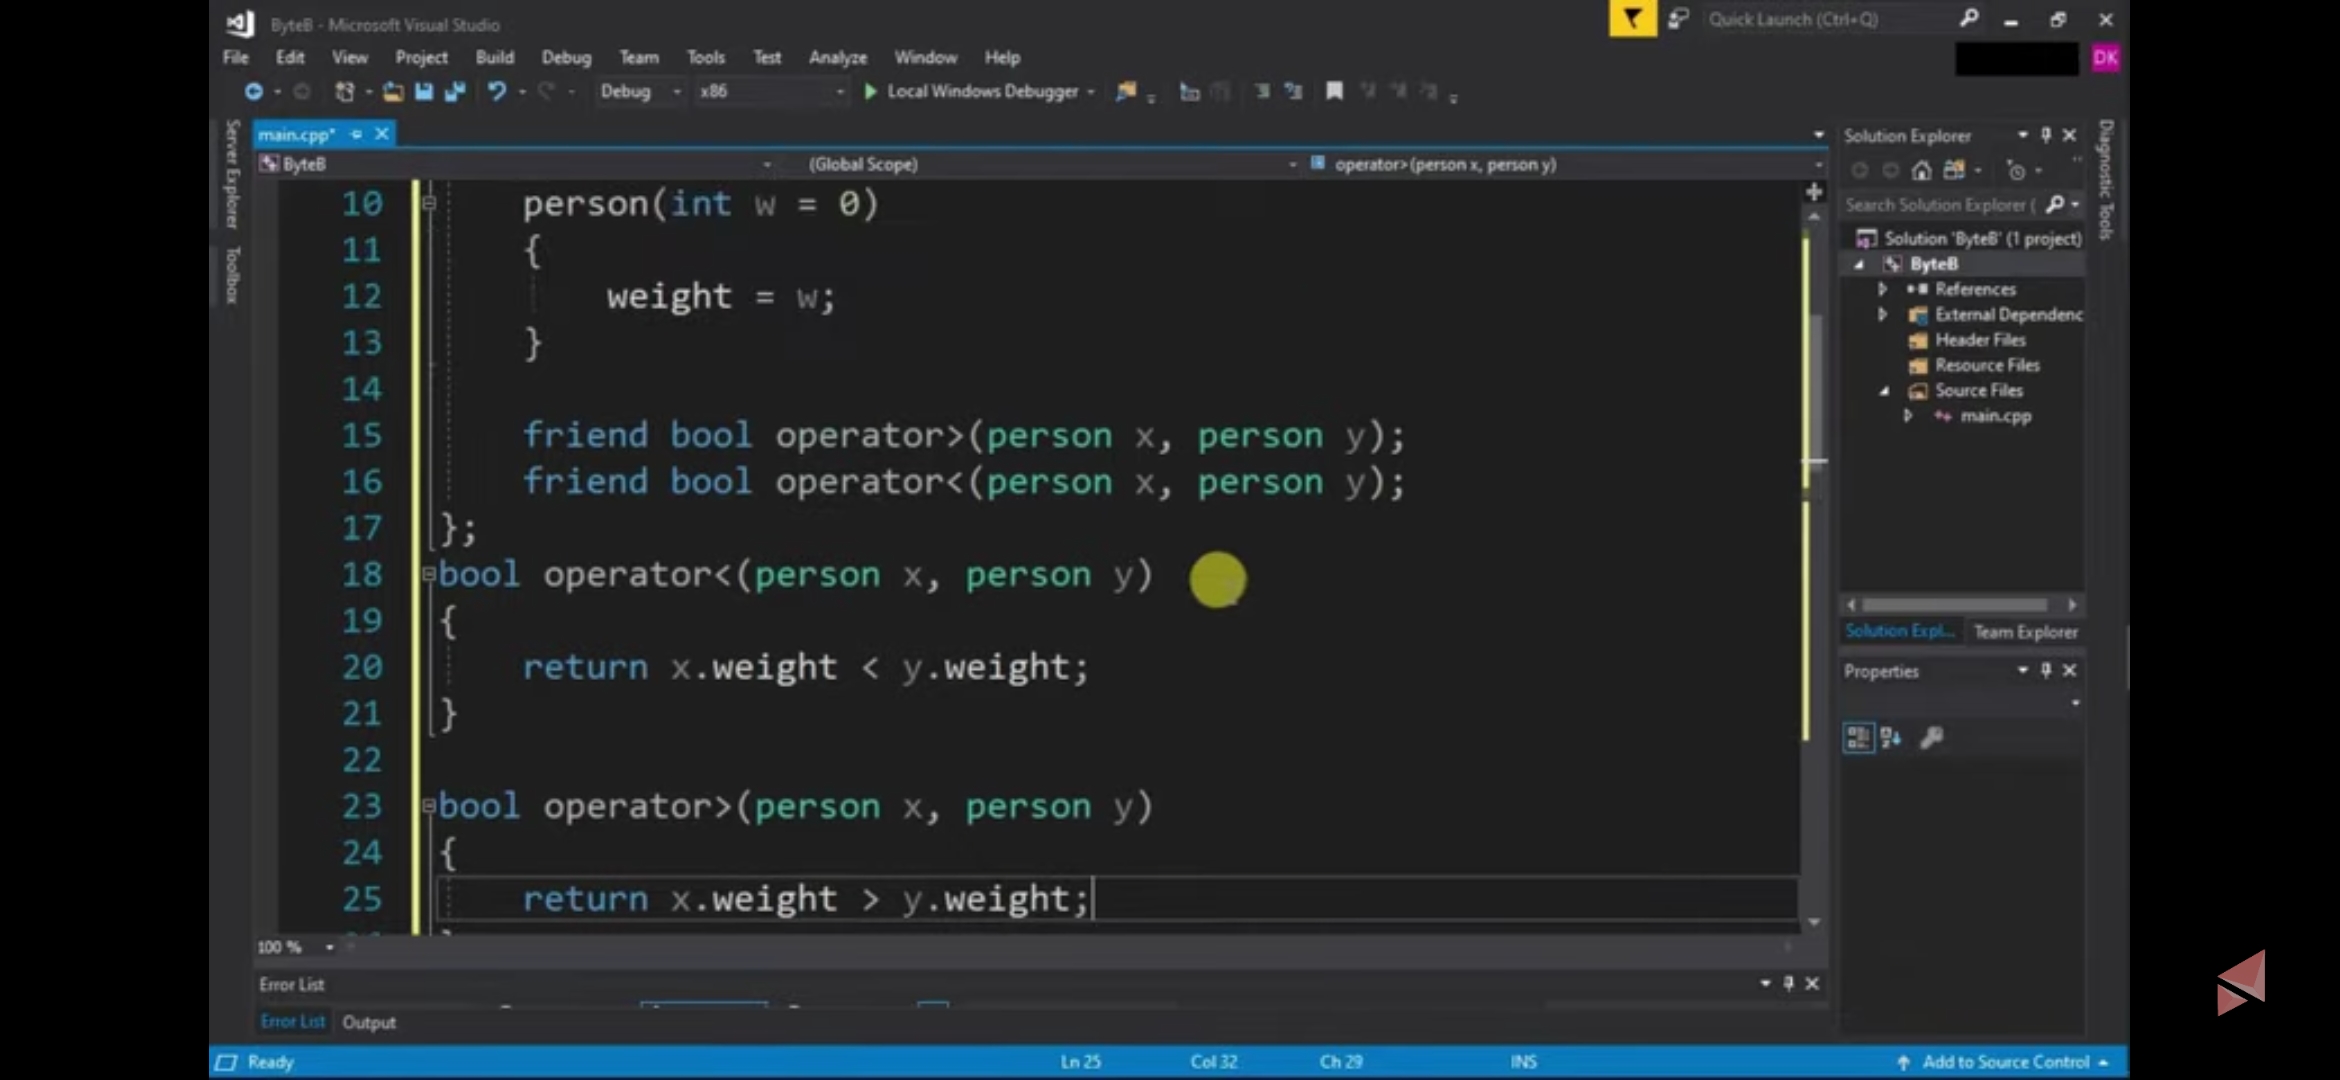 ByteB - Microsoft Visual Studio
Quick Launch (Ctrl+Q)
File Edit View Project Build Debug Team Tools Test Analyze Window Help
DK
Debug x86 Local Windows Debugger
Server Explorer
Toolbox
main.cpp*
ByteB (Global Scope) operator>(person x, person y)
10 person(int w = 0)
11 {
12 weight = w;
13 }
14
15 friend bool operator>(person x, person y);
16 friend bool operator<(person x, person y);
17 };
18 bool operator<(person x, person y)
19 {
20 return x.weight < y.weight;
21 }
22
23 bool operator>(person x, person y)
24 {
25 return x.weight > y.weight;
100 %
Error List
Error List Output
Solution Explorer
Search Solution Explorer (
Solution 'ByteB' (1 project)
ByteB
References
External Dependenc
Header Files
Resource Files
Source Files
main.cpp
Solution Expl... Team Explorer
Properties
Diagnostic Tools
Ready Ln 25 Col 32 Ch 29 INS Add to Source Control